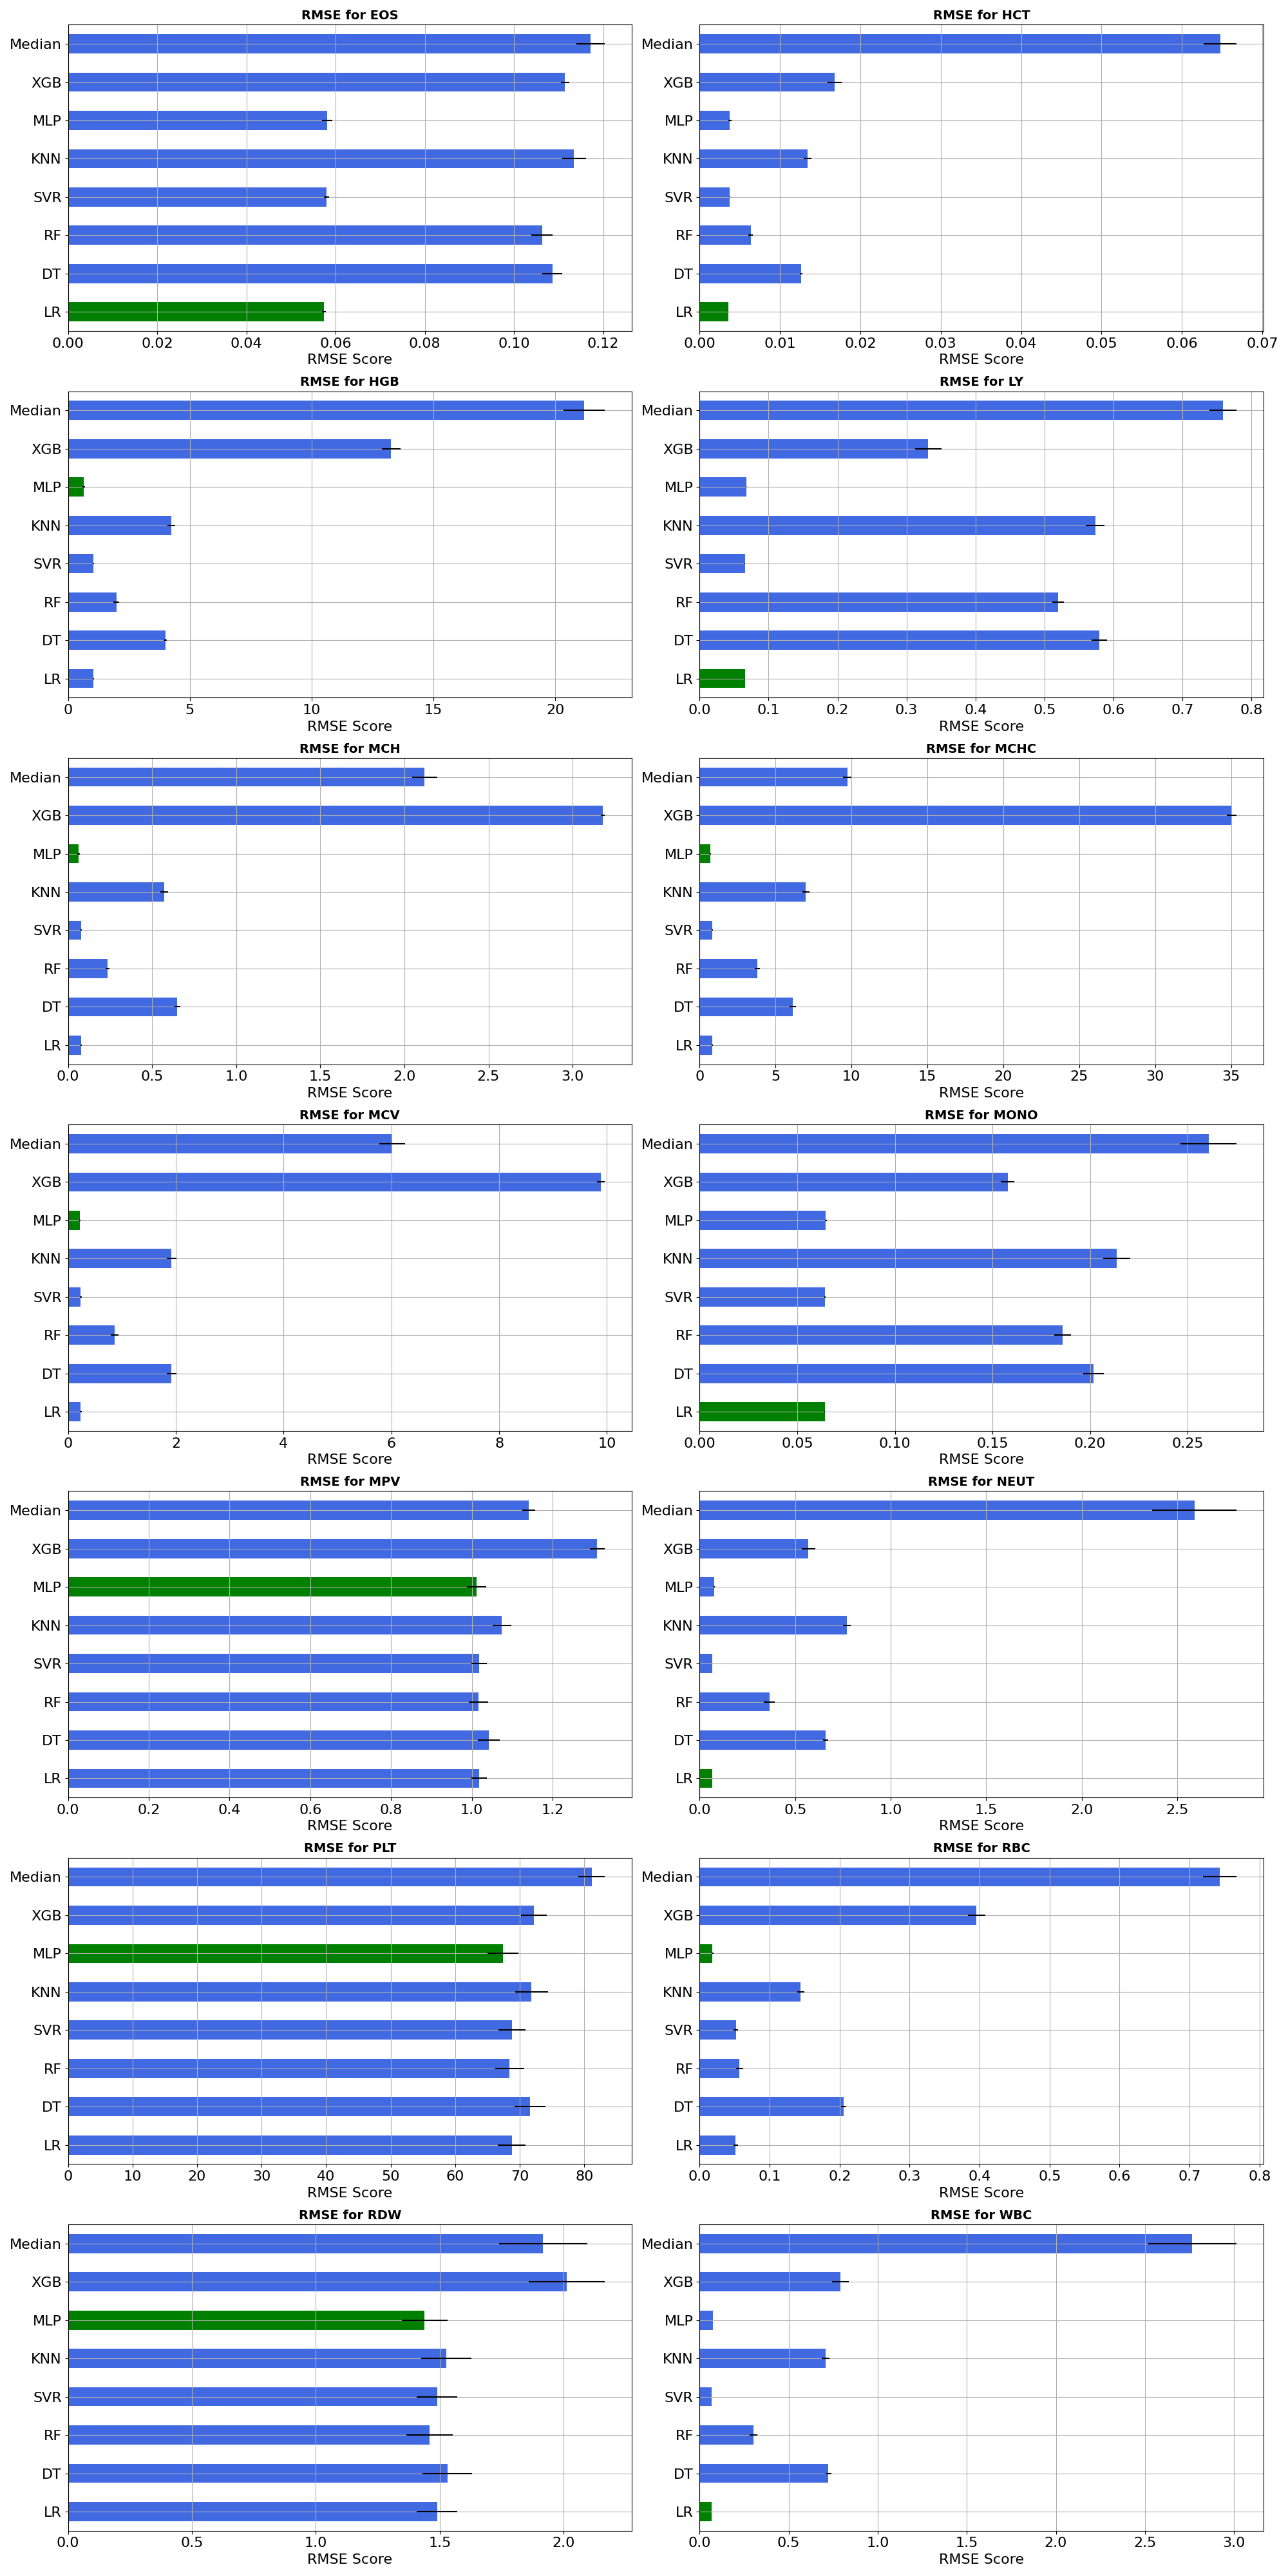 RMSE for EOS
Median
XGB
MLP
KNN
SVR
RF
DT
LR
0.00 0.02 0.04 0.06 0.08 0.10 0.12
RMSE Score
RMSE for HCT
Median
XGB
MLP
KNN
SVR
RF
DT
LR
0.00 0.01 0.02 0.03 0.04 0.05 0.06 0.07
RMSE Score
RMSE for HGB
Median
XGB
MLP
KNN
SVR
RF
DT
LR
0 5 10 15 20
RMSE Score
RMSE for LY
Median
XGB
MLP
KNN
SVR
RF
DT
LR
0.0 0.1 0.2 0.3 0.4 0.5 0.6 0.7 0.8
RMSE Score
RMSE for MCH
Median
XGB
MLP
KNN
SVR
RF
DT
LR
0.0 0.5 1.0 1.5 2.0 2.5 3.0
RMSE Score
RMSE for MCHC
Median
XGB
MLP
KNN
SVR
RF
DT
LR
0 5 10 15 20 25 30 35
RMSE Score
RMSE for MCV
Median
XGB
MLP
KNN
SVR
RF
DT
LR
0 2 4 6 8 10
RMSE Score
RMSE for MONO
Median
XGB
MLP
KNN
SVR
RF
DT
LR
0.00 0.05 0.10 0.15 0.20 0.25
RMSE Score
RMSE for MPV
Median
XGB
MLP
KNN
SVR
RF
DT
LR
0.0 0.2 0.4 0.6 0.8 1.0 1.2
RMSE Score
RMSE for NEUT
Median
XGB
MLP
KNN
SVR
RF
DT
LR
0.0 0.5 1.0 1.5 2.0 2.5
RMSE Score
RMSE for PLT
Median
XGB
MLP
KNN
SVR
RF
DT
LR
0 10 20 30 40 50 60 70 80
RMSE Score
RMSE for RBC
Median
XGB
MLP
KNN
SVR
RF
DT
LR
0.0 0.1 0.2 0.3 0.4 0.5 0.6 0.7 0.8
RMSE Score
RMSE for RDW
Median
XGB
MLP
KNN
SVR
RF
DT
LR
0.0 0.5 1.0 1.5 2.0
RMSE Score
RMSE for WBC
Median
XGB
MLP
KNN
SVR
RF
DT
LR
0.0 0.5 1.0 1.5 2.0 2.5 3.0
RMSE Score